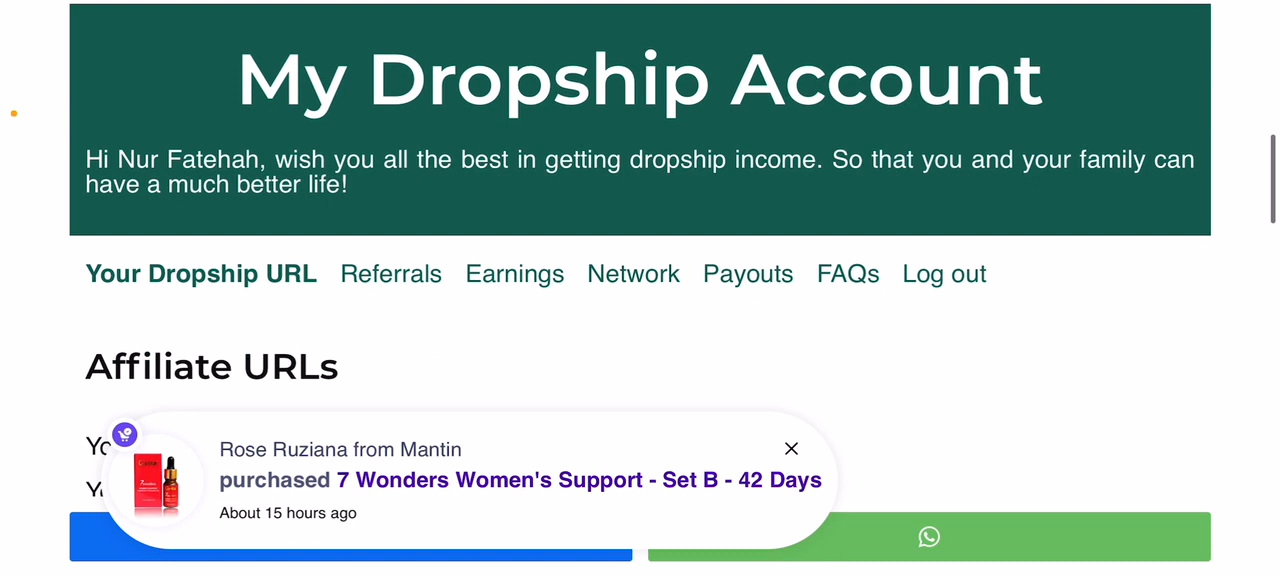 My Dropship Account
Hi Nur Fatehah, wish you all the best in getting dropship income. So that you and your family can
have a much better life!
Your Dropship URL Referrals Earnings Network Payouts FAQs Log out
Affiliate URLs
Rose Ruziana from Mantin
purchased 7 Wonders Women's Support - Set B - 42 Days
About 15 hours ago